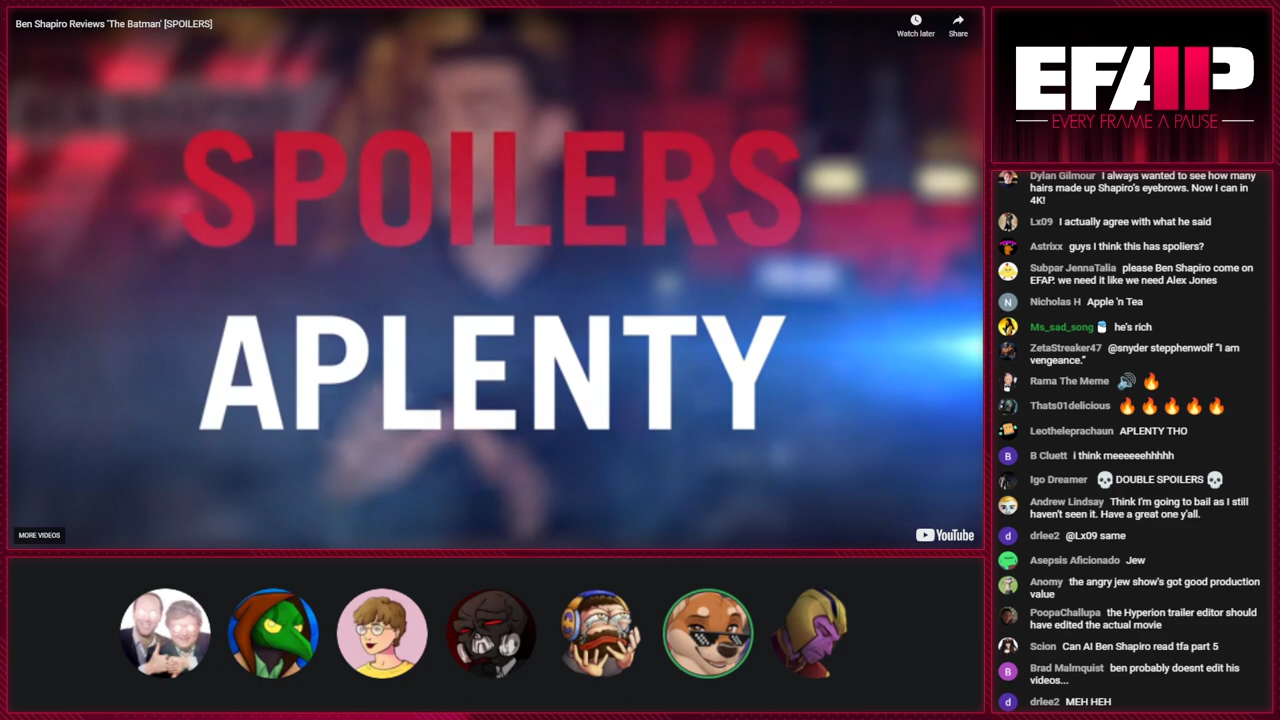 Ben Shapiro Reviews 'The Batman' [SPOILERS]
Watch later
Share
SPOILERS
APLENTY
MORE VIDEOS
YouTube
EFAP
EVERY FRAME A PAUSE
Dylan Gilmour I always wanted to see how many
hairs made up Shapiro's eyebrows. Now I can in
4K!
Lx09 I actually agree with what he said
Astrixx guys I think this has spoliers?
Subpar JennaTalia please Ben Shapiro come on
EFAP. we need it like we need Alex Jones
N
Nicholas H Apple 'n Tea
Ms_sad_song he's rich
ZetaStreaker47 @snyder stepphenwolf “I am
vengeance.”
Rama The Meme 🔊 🔥
Thats01delicious 🔥 🔥 🔥 🔥 🔥
Leotheleprachaun APLENTY THO
B
B Cluett i think meeeeeehhhhh
Igo Dreamer 💀 DOUBLE SPOILERS 💀
Andrew Lindsay Think I'm going to bail as I still
haven't seen it. Have a great one y'all.
d
drlee2 @Lx09 same
Asepsis Aficionado Jew
Anomy the angry jew show's got good production
value
PoopaChallupa the Hyperion trailer editor should
have edited the actual movie
Scion Can AI Ben Shapiro read tfa part 5
B
Brad Malmquist ben probably doesnt edit his
videos...
d
drlee2 MEH HEH